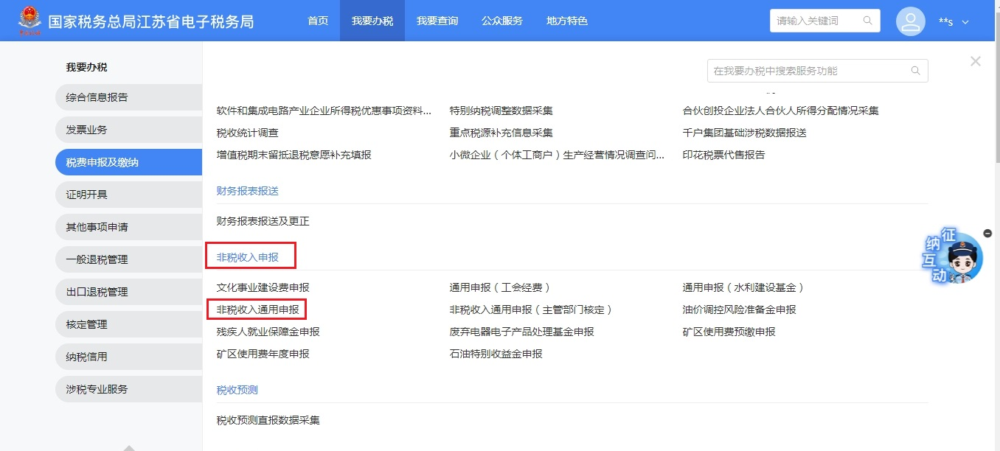 国家税务总局江苏省电子税务局 首页 我要办税 我要查询 公众服务 地方特色 请输入关键词 **s
我要办税
综合信息报告
发票业务
税费申报及缴纳
证明开具
其他事项申请
一般退税管理
出口退税管理
核定管理
纳税信用
涉税专业服务
在我要办税中搜索服务功能
软件和集成电路产业企业所得税优惠事项资料... 特别纳税调整数据采集 合伙创投企业法人合伙人所得分配情况采集
税收统计调查 重点税源补充信息采集 千户集团基础涉税数据报送
增值税期末留抵退税意愿补充填报 小微企业（个体工商户）生产经营情况调查问... 印花税票代售报告
财务报表报送
财务报表报送及更正
非税收入申报
文化事业建设费申报 通用申报（工会经费） 通用申报（水利建设基金）
非税收入通用申报 非税收入通用申报（主管部门核定） 油价调控风险准备金申报
残疾人就业保障金申报 废弃电器电子产品处理基金申报 矿区使用费预缴申报
矿区使用费年度申报 石油特别收益金申报
税收预测
税收预测直报数据采集
征纳互动